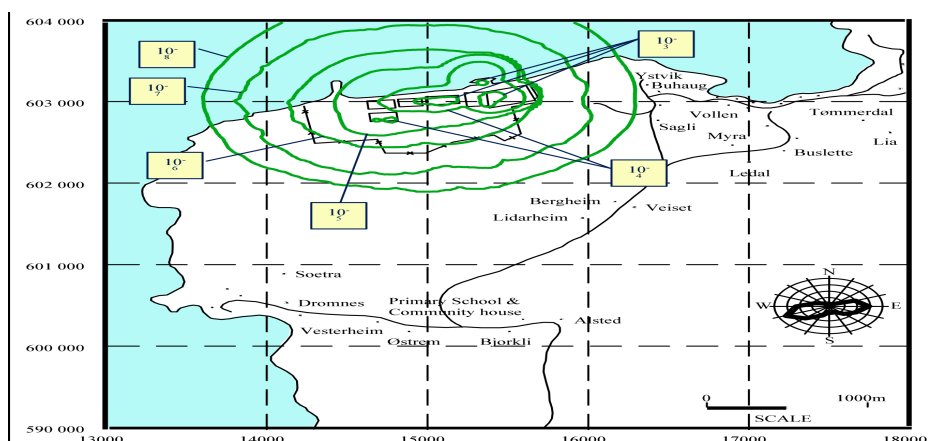 604 000
10-
3
10-
8
Ystvik
Buhaug
10-
7
603 000
Vollen
Tømmerdal
Sagli
Myra
Lia
Buslette
10-
6
10-
4
Ledal
602 000
Bergheim
Veiset
10-
5
Lidarheim
601 000
Soetra
N
Dromnes
Primary School &
Community house
W
E
Alsted
Vesterheim
S
Østrem
Bjorkli
600 000
0
1000m
SCALE
590 000
13000
14000
15000
16000
17000
18000